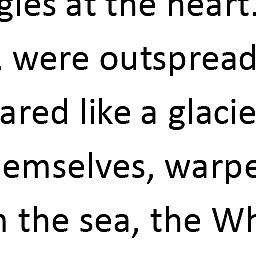 gles at the heart.
were outspread
ared like a glacie
emselves, warpe
the sea, the Wh